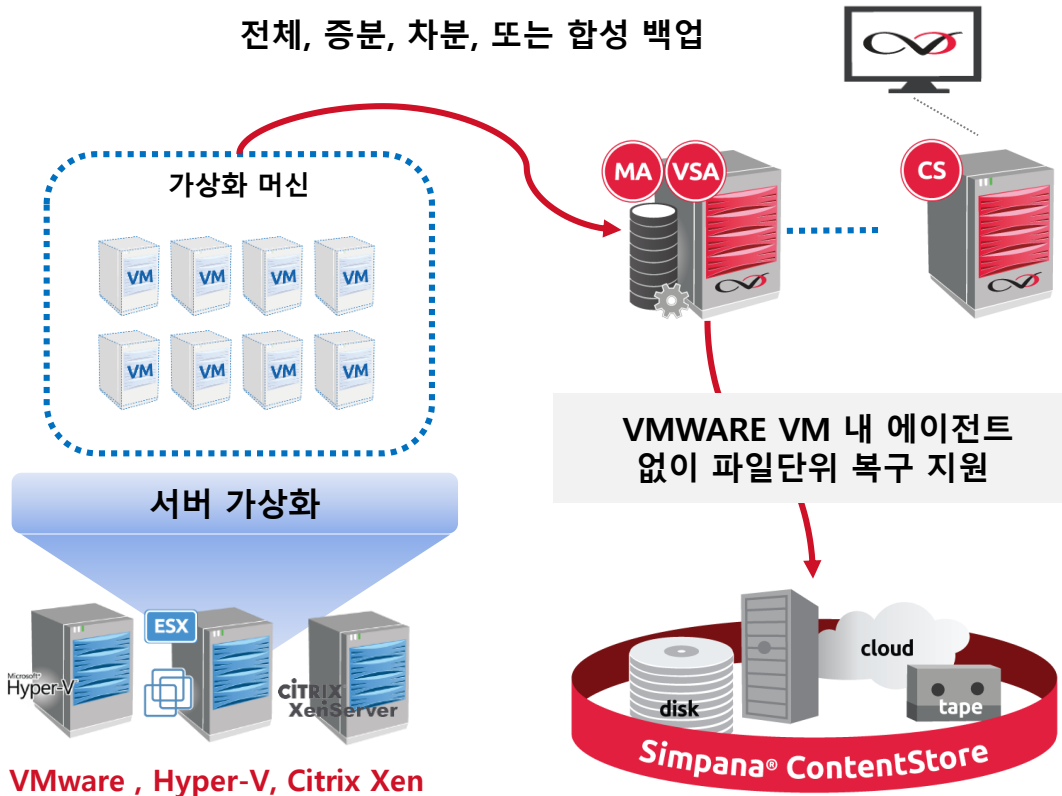 전체, 증분, 차분, 또는 합성 백업
가상화 머신
VM VM VM VM
VM VM VM VM
MA VSA
CS
VMWARE VM 내 에이전트
없이 파일단위 복구 지원
서버 가상화
Microsoft®
Hyper-V
ESX
CİTRIX
XenServer
VMware , Hyper-V, Citrix Xen
disk
cloud
tape
Simpana® ContentStore